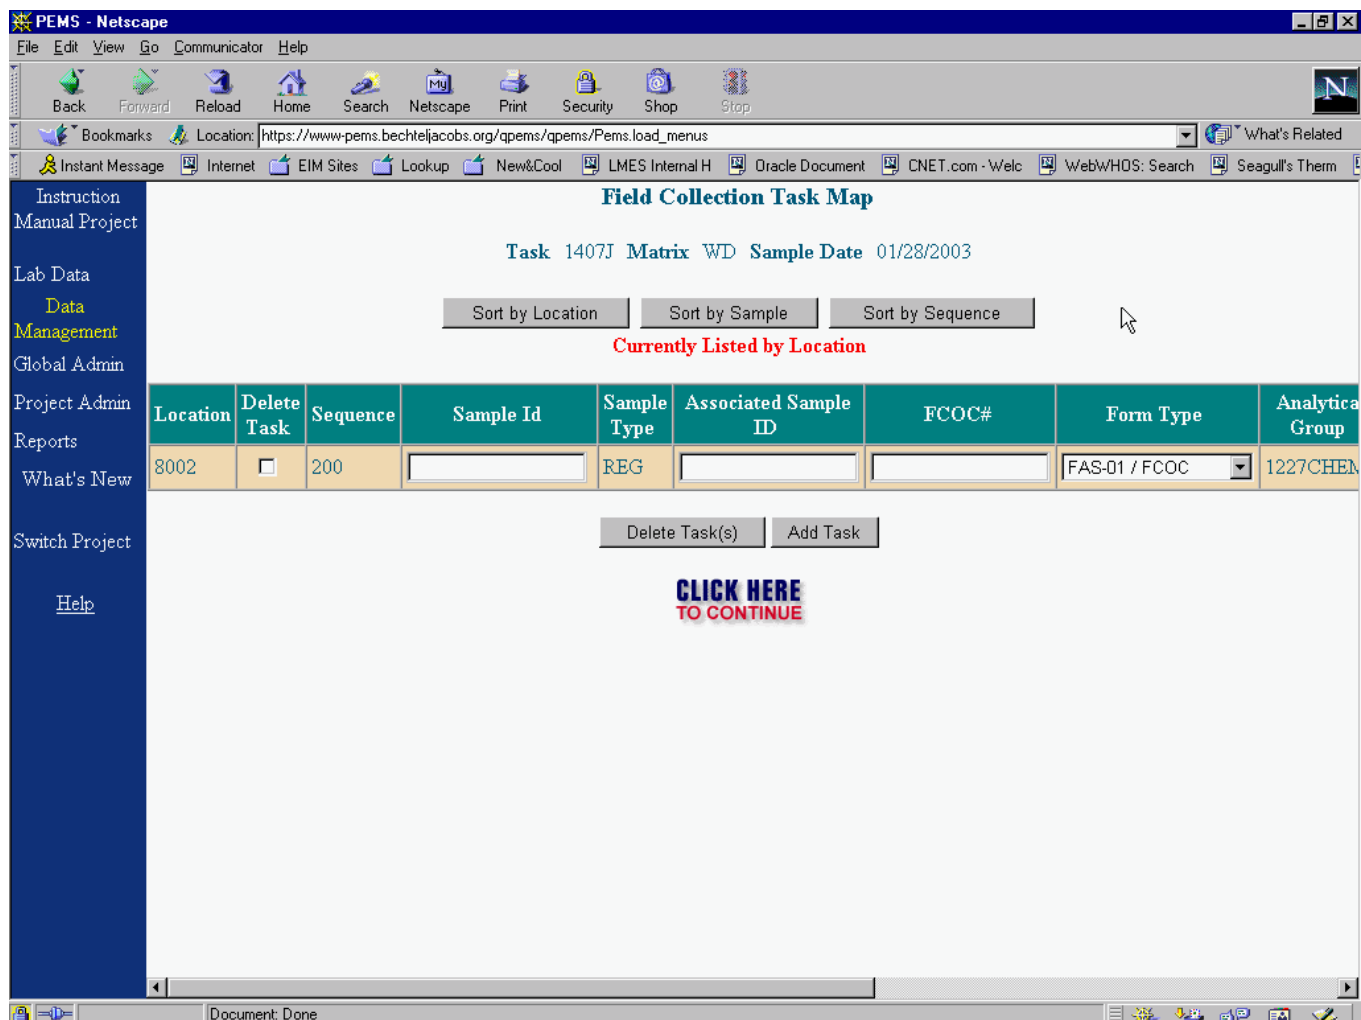 PEMS - Netscape
File Edit View Go Communicator Help
Back Forward Reload Home Search Netscape Print Security Shop Stop
My
N
Bookmarks Location: https://www-pems.bechteljacobs.org/qpems/qpems/Pems.load_menus What's Related
Instant Message Internet EIM Sites Lookup New&Cool LMES Internal H Oracle Document CNET.com - Welc WebWHOS: Search Seagull's Therm
Instruction
Manual Project
Lab Data
Data
Management
Global Admin
Project Admin
Reports
What's New
Switch Project
Help
Field Collection Task Map
Task 1407J Matrix WD Sample Date 01/28/2003
Sort by Location Sort by Sample Sort by Sequence
Currently Listed by Location
Location Delete Task Sequence Sample Id Sample Type Associated Sample ID FCOC# Form Type Analytica Group
8002 200 REG FAS-01 / FCOC 1227CHEM
Delete Task(s) Add Task
CLICK HERE
TO CONTINUE
Document: Done